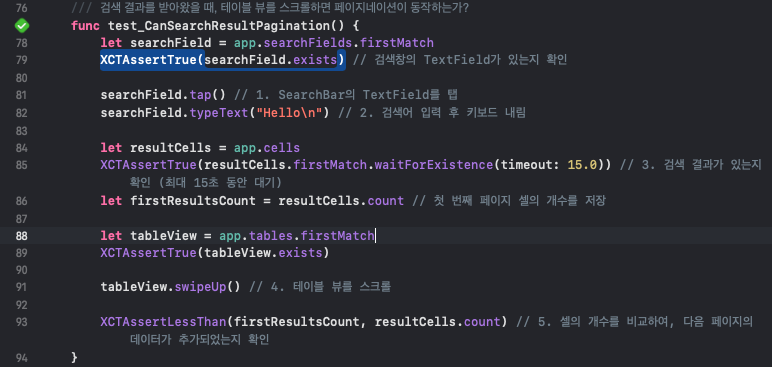 76 /// 검색 결과를 받아왔을 때, 테이블 뷰를 스크롤하면 페이지네이션이 동작하는가?
func test_CanSearchResultPagination() {
78 let searchField = app.searchFields.firstMatch
79 XCTAssertTrue(searchField.exists) // 검색창의 TextField가 있는지 확인
80
81 searchField.tap() // 1. SearchBar의 TextField를 탭
82 searchField.typeText("Hello\n") // 2. 검색어 입력 후 키보드 내림
83
84 let resultCells = app.cells
85 XCTAssertTrue(resultCells.firstMatch.waitForExistence(timeout: 15.0)) // 3. 검색 결과가 있는지
확인 (최대 15초 동안 대기)
86 let firstResultsCount = resultCells.count // 첫 번째 페이지 셀의 개수를 저장
87
88 let tableView = app.tables.firstMatch
89 XCTAssertTrue(tableView.exists)
90
91 tableView.swipeUp() // 4. 테이블 뷰를 스크롤
92
93 XCTAssertLessThan(firstResultsCount, resultCells.count) // 5. 셀의 개수를 비교하여, 다음 페이지의
데이터가 추가되었는지 확인
94 }